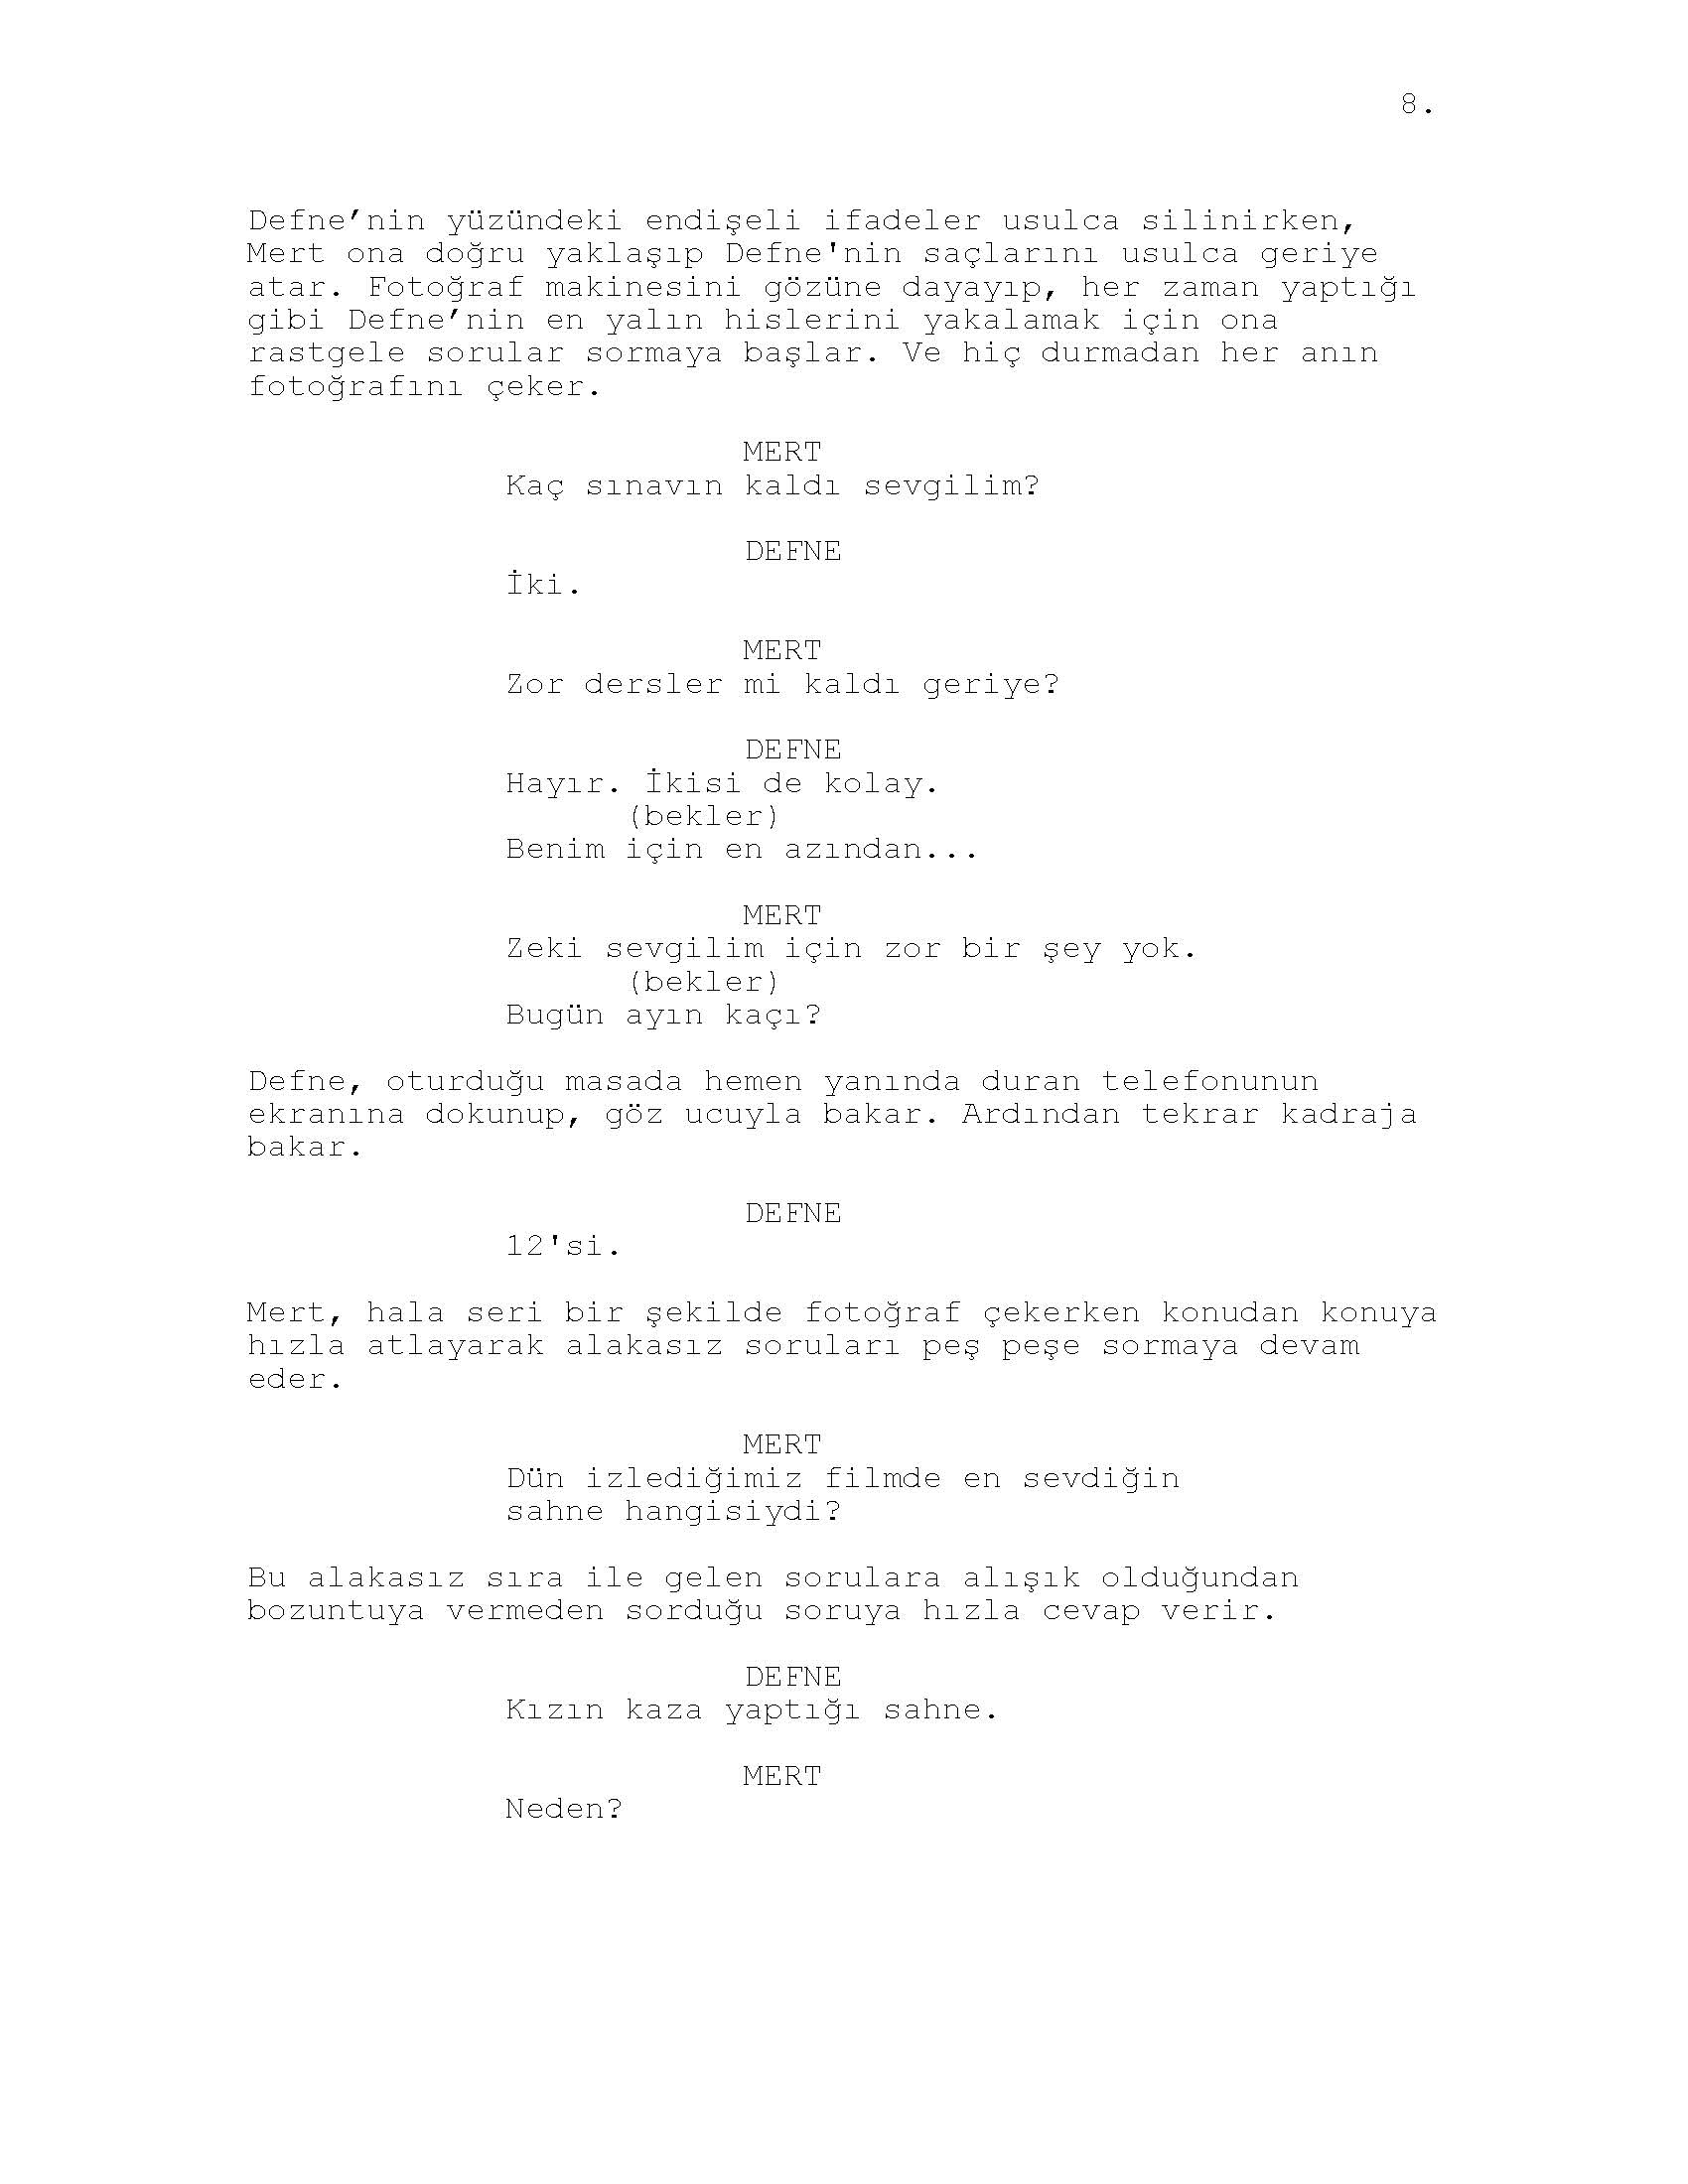 8.
Defne’nin yüzündeki endişeli ifadeler usulca silinirken,
Mert ona doğru yaklaşıp Defne'nin saçlarını usulca geriye
atar. Fotoğraf makinesini gözüne dayayıp, her zaman yaptığı
gibi Defne’nin en yalın hislerini yakalamak için ona
rastgele sorular sormaya başlar. Ve hiç durmadan her anın
fotoğrafını çeker.
MERT
Kaç sınavın kaldı sevgilim?
DEFNE
İki.
MERT
Zor dersler mi kaldı geriye?
DEFNE
Hayır. İkisi de kolay.
(bekler)
Benim için en azından...
MERT
Zeki sevgilim için zor bir şey yok.
(bekler)
Bugün ayın kaçı?
Defne, oturduğu masada hemen yanında duran telefonunun
ekranına dokunup, göz ucuyla bakar. Ardından tekrar kadraja
bakar.
DEFNE
12'si.
Mert, hala seri bir şekilde fotoğraf çekerken konudan konuya
hızla atlayarak alakasız soruları peş peşe sormaya devam
eder.
MERT
Dün izlediğimiz filmde en sevdiğin
sahne hangisiydi?
Bu alakasız sıra ile gelen sorulara alışık olduğundan
bozuntuya vermeden sorduğu soruya hızla cevap verir.
DEFNE
Kızın kaza yaptığı sahne.
MERT
Neden?